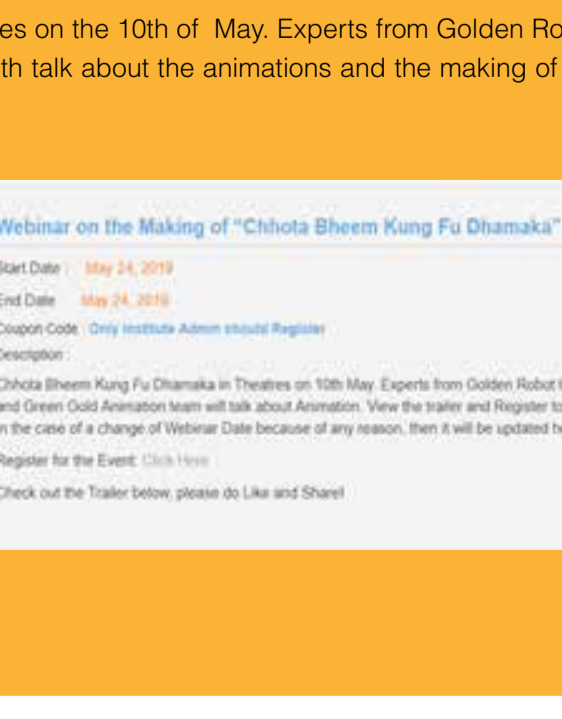 es on the 10th of May. Experts from Golden Ro
th talk about the animations and the making of
Webinar on the Making of "Chhota Bheem Kung Fu Dhamaka"
Start Date : May 24, 2019
End Date May 24, 2019
Coupon Code : Only Institute Admin should Register
Description :
Chhota Bheem Kung Fu Dhamaka in Theatres on 10th May. Experts from Golden Robot
and Green Gold Animation team will talk about Animation. View the trailer and Register to
in the case of a change of Webinar Date because of any reason, then it will be updated he
Register for the Event: Click Here
Check out the Trailer below, please do Like and Share!!